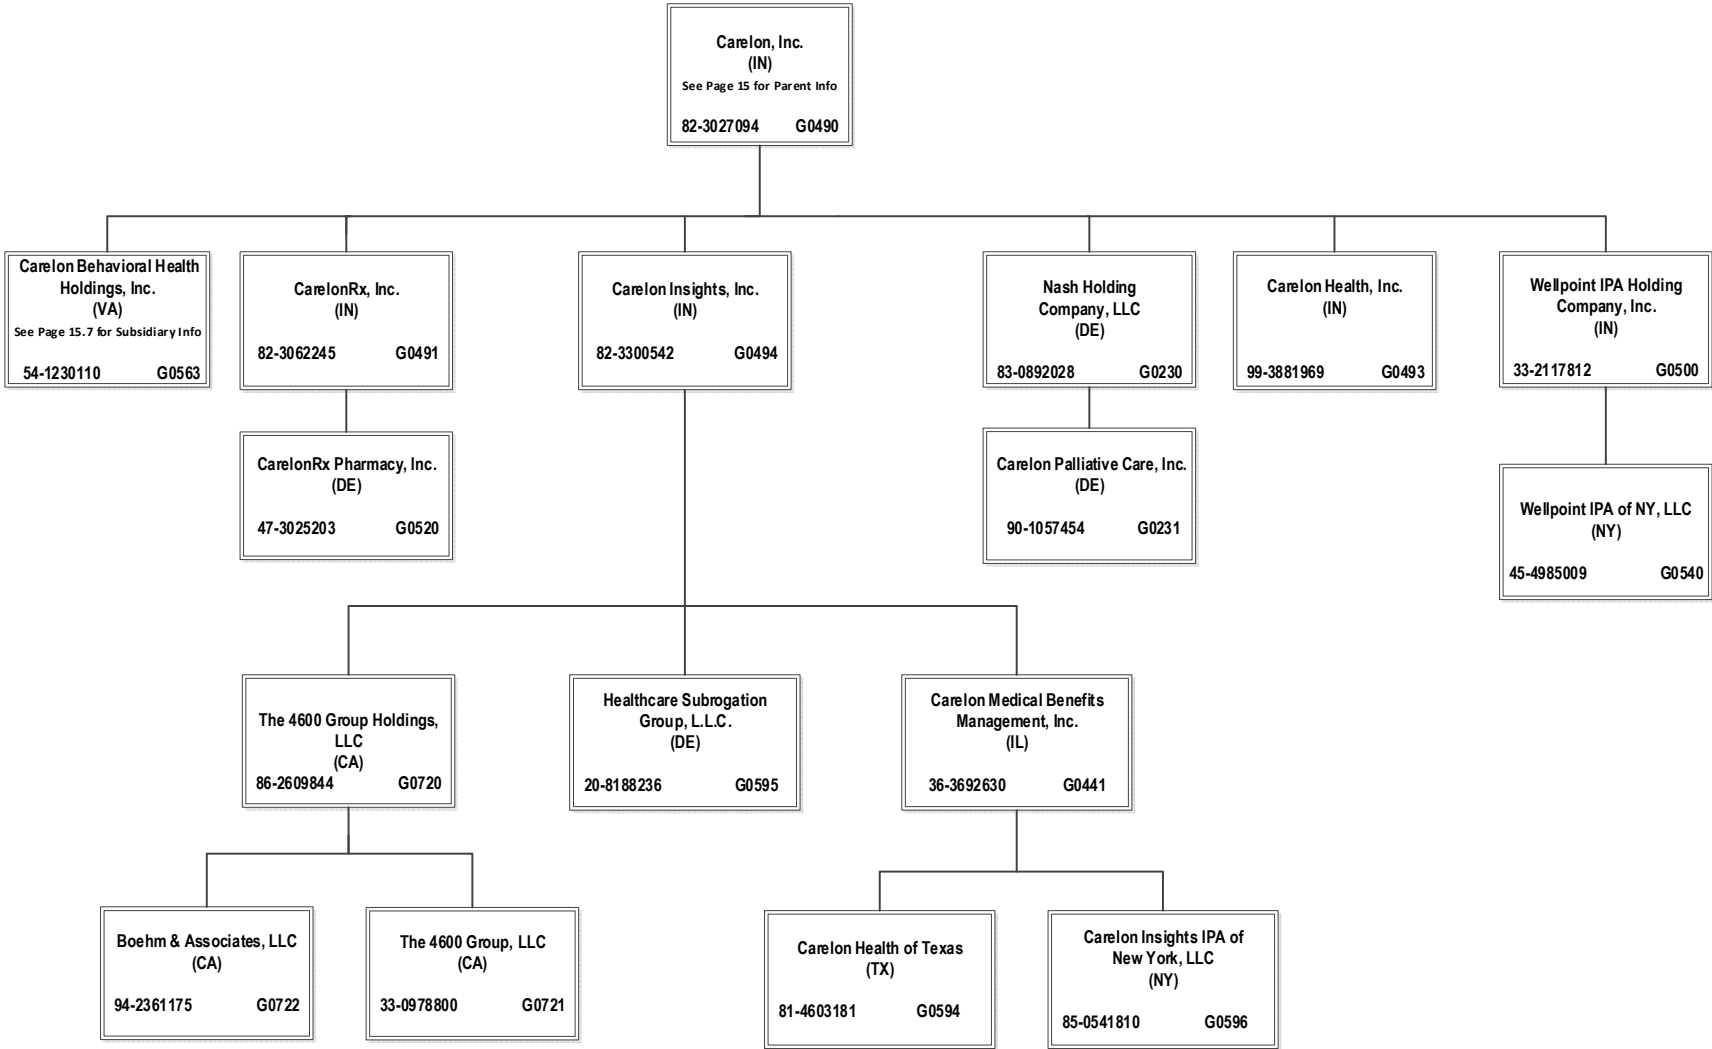 Carelon, Inc.
(IN)
See Page 15 for Parent Info
82-3027094 G0490
Carelon Behavioral Health
Holdings, Inc.
(VA)
See Page 15.7 for Subsidiary Info
54-1230110 G0563
CarelonRx, Inc.
(IN)
82-3062245 G0491
Carelon Insights, Inc.
(IN)
82-3300542 G0494
Nash Holding
Company, LLC
(DE)
83-0892028 G0230
Carelon Health, Inc.
(IN)
99-3881969 G0493
Wellpoint IPA Holding
Company, Inc.
(IN)
33-2117812 G0500
CarelonRx Pharmacy, Inc.
(DE)
47-3025203 G0520
Carelon Palliative Care, Inc.
(DE)
90-1057454 G0231
Wellpoint IPA of NY, LLC
(NY)
45-4985009 G0540
The 4600 Group Holdings,
LLC
(CA)
86-2609844 G0720
Healthcare Subrogation
Group, L.L.C.
(DE)
20-8188236 G0595
Carelon Medical Benefits
Management, Inc.
(IL)
36-3692630 G0441
Boehm & Associates, LLC
(CA)
94-2361175 G0722
The 4600 Group, LLC
(CA)
33-0978800 G0721
Carelon Health of Texas
(TX)
81-4603181 G0594
Carelon Insights IPA of
New York, LLC
(NY)
85-0541810 G0596